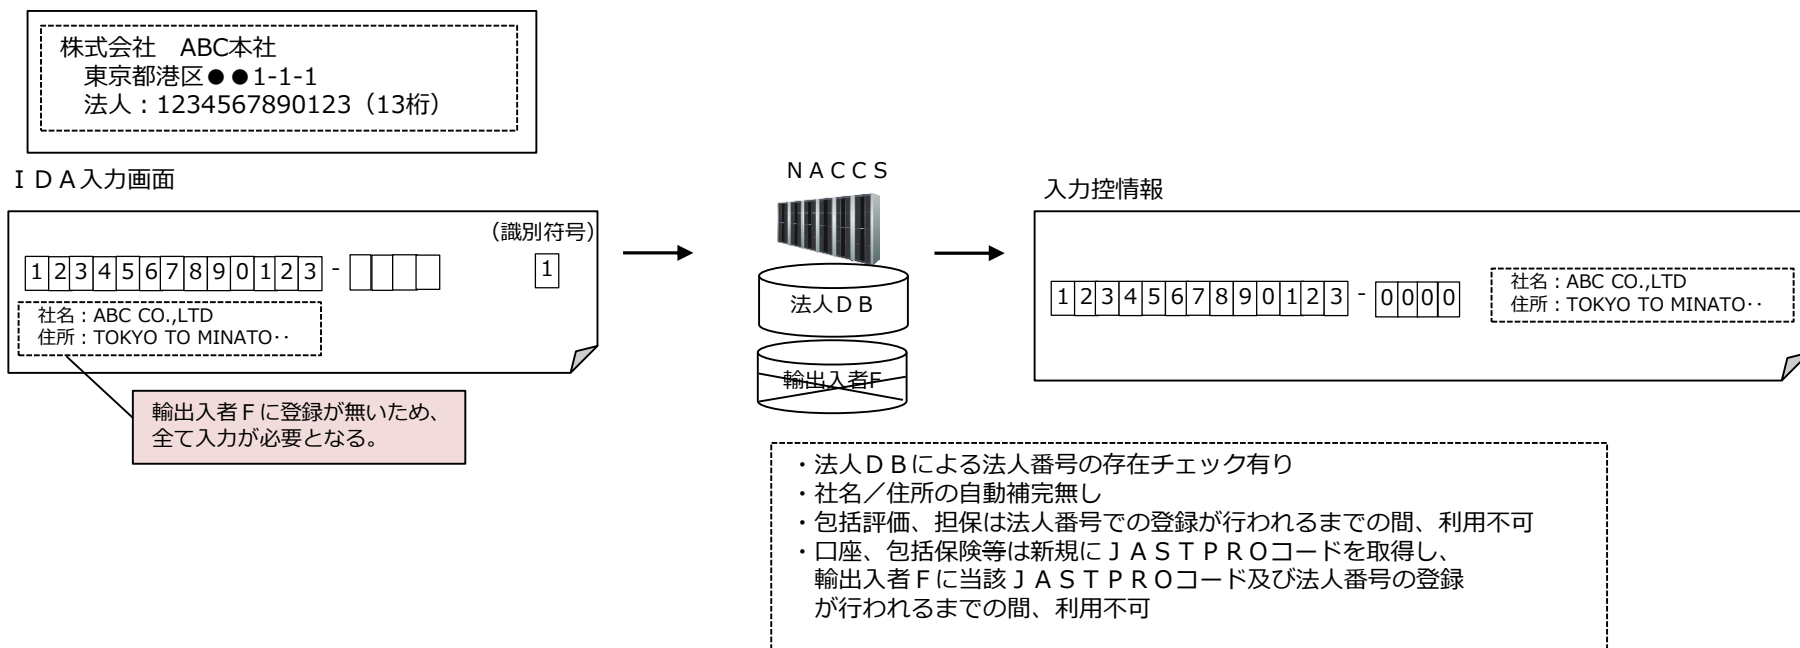 株式会社　ABC本社
東京都港区●●1-1-1
法人：1234567890123（13桁）
ＩＤＡ入力画面
（識別符号）
1234567890123 -
1
社名：ABC CO.,LTD
住所：TOKYO TO MINATO‥
輸出入者Ｆに登録が無いため、
全て入力が必要となる。
ＮＡＣＣＳ
法人ＤＢ
輸出入者F
入力控情報
1234567890123 - 0000
社名：ABC CO.,LTD
住所：TOKYO TO MINATO‥
・法人ＤＢによる法人番号の存在チェック有り
・社名／住所の自動補完無し
・包括評価、担保は法人番号での登録が行われるまでの間、利用不可
・口座、包括保険等は新規にＪＡＳＴＰＲＯコードを取得し、
輸出入者Ｆに当該ＪＡＳＴＰＲＯコード及び法人番号の登録
が行われるまでの間、利用不可